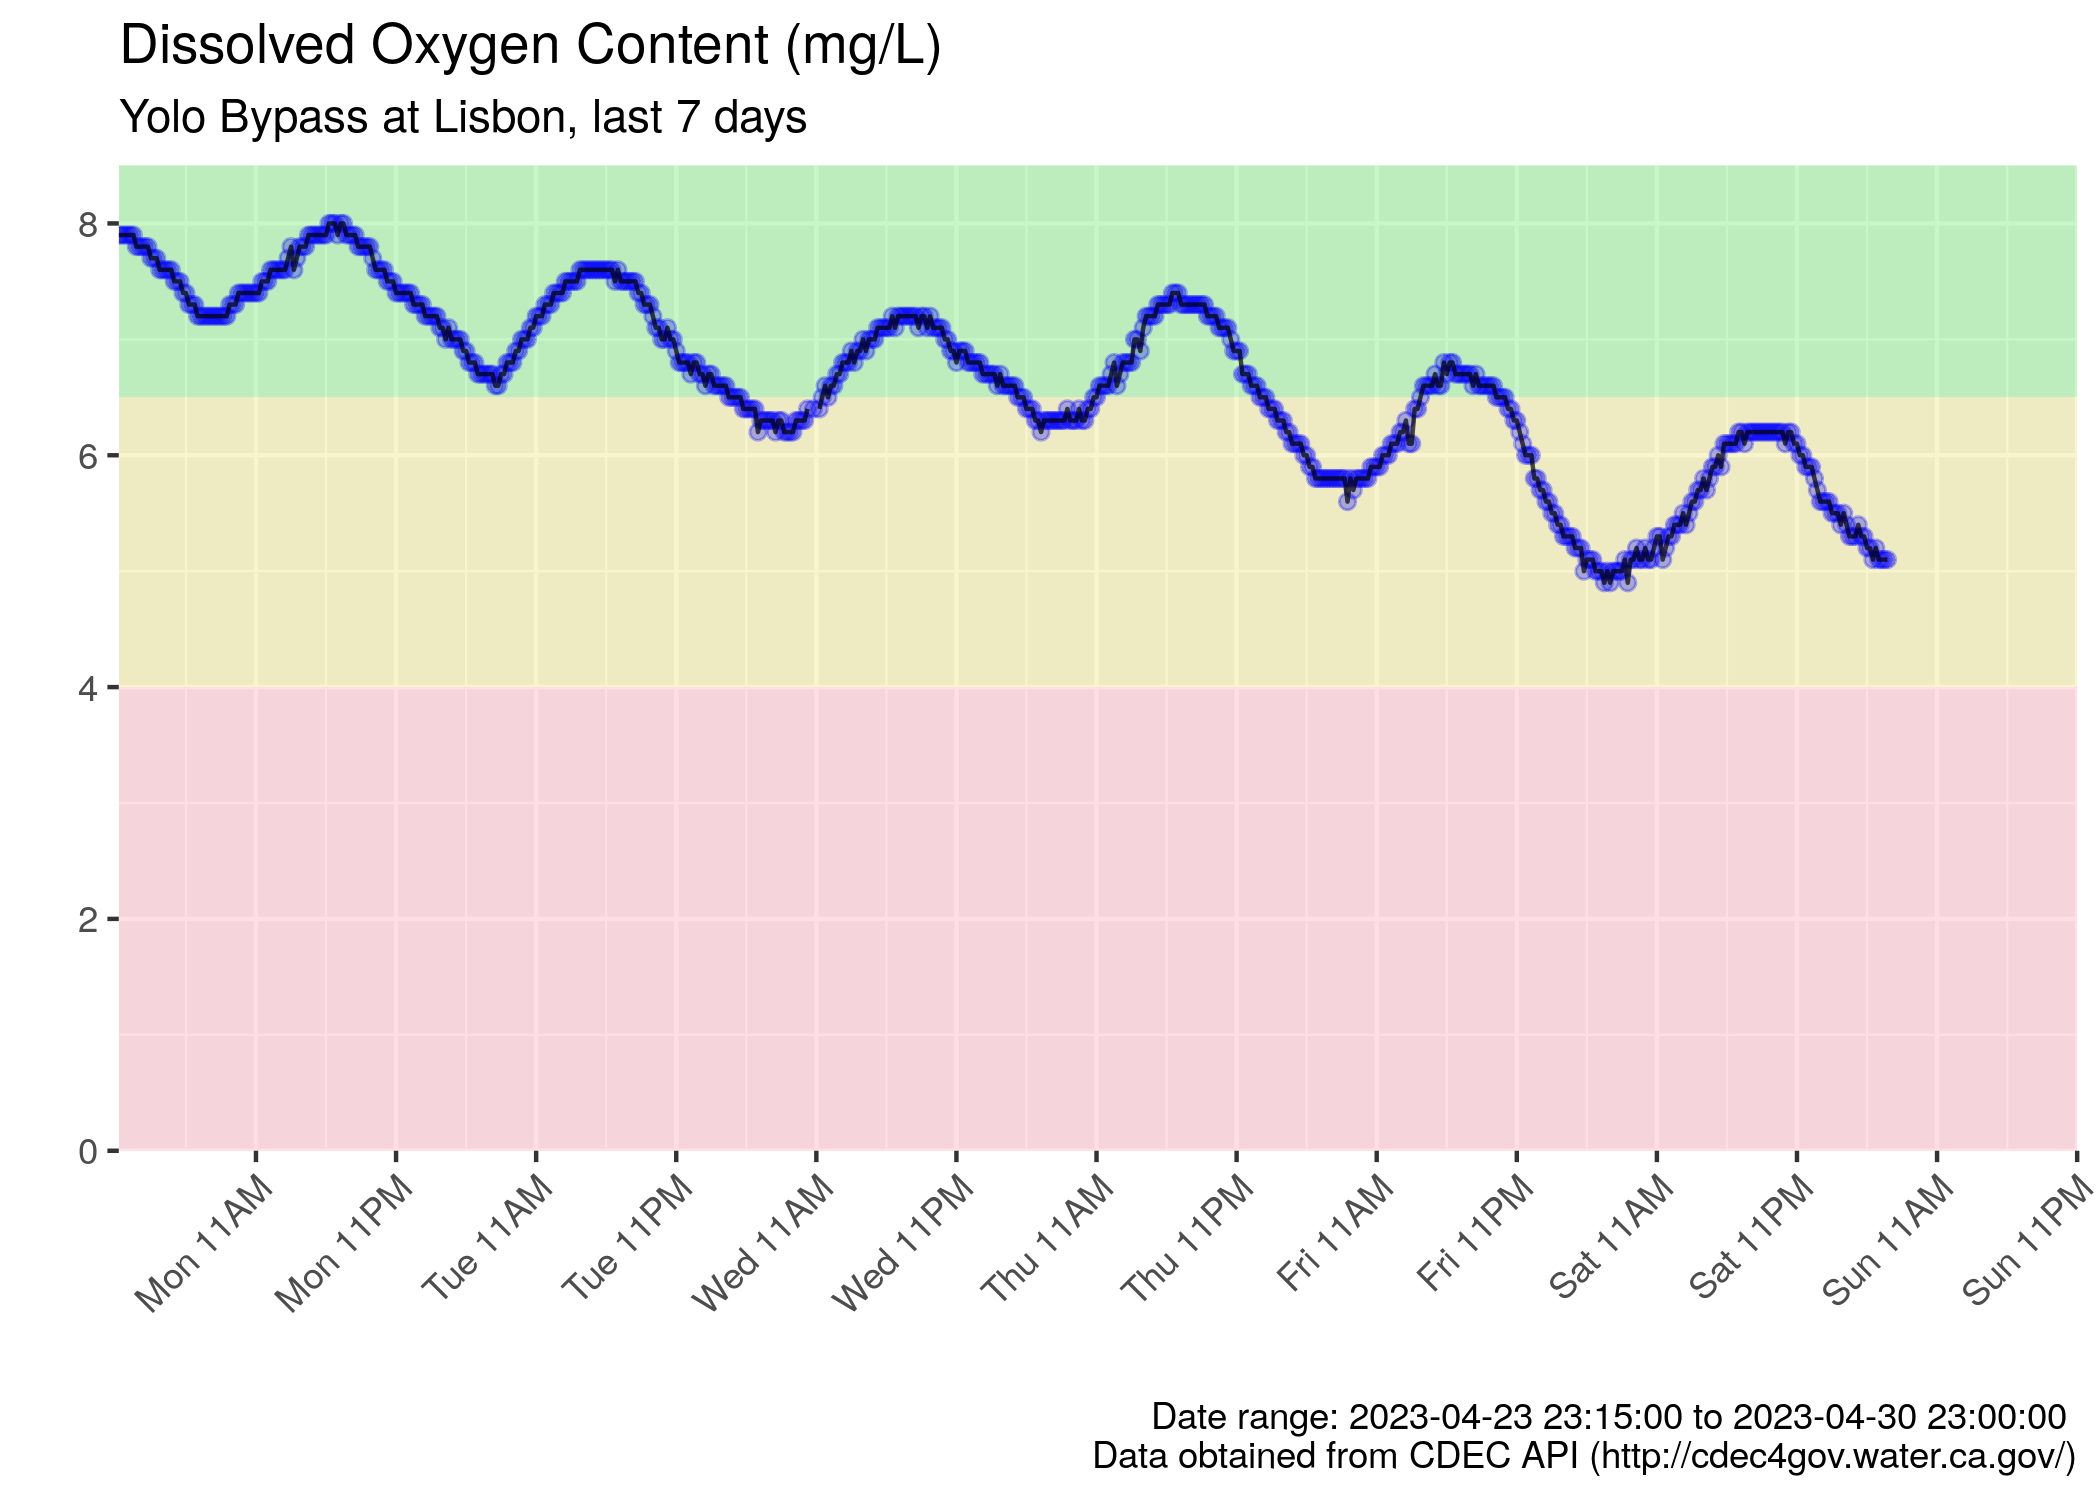 Dissolved Oxygen Content (mg/L)
Yolo Bypass at Lisbon, last 7 days
8
6
4
2
0
Mon 11AM
Mon 11PM
Tue 11AM
Tue 11PM
Wed 11AM
Wed 11PM
Thu 11AM
Thu 11PM
Fri 11AM
Fri 11PM
Sat 11AM
Sat 11PM
Sun 11AM
Sun 11PM
Date range: 2023-04-23 23:15:00 to 2023-04-30 23:00:00
Data obtained from CDEC API (http://cdec4gov.water.ca.gov/)